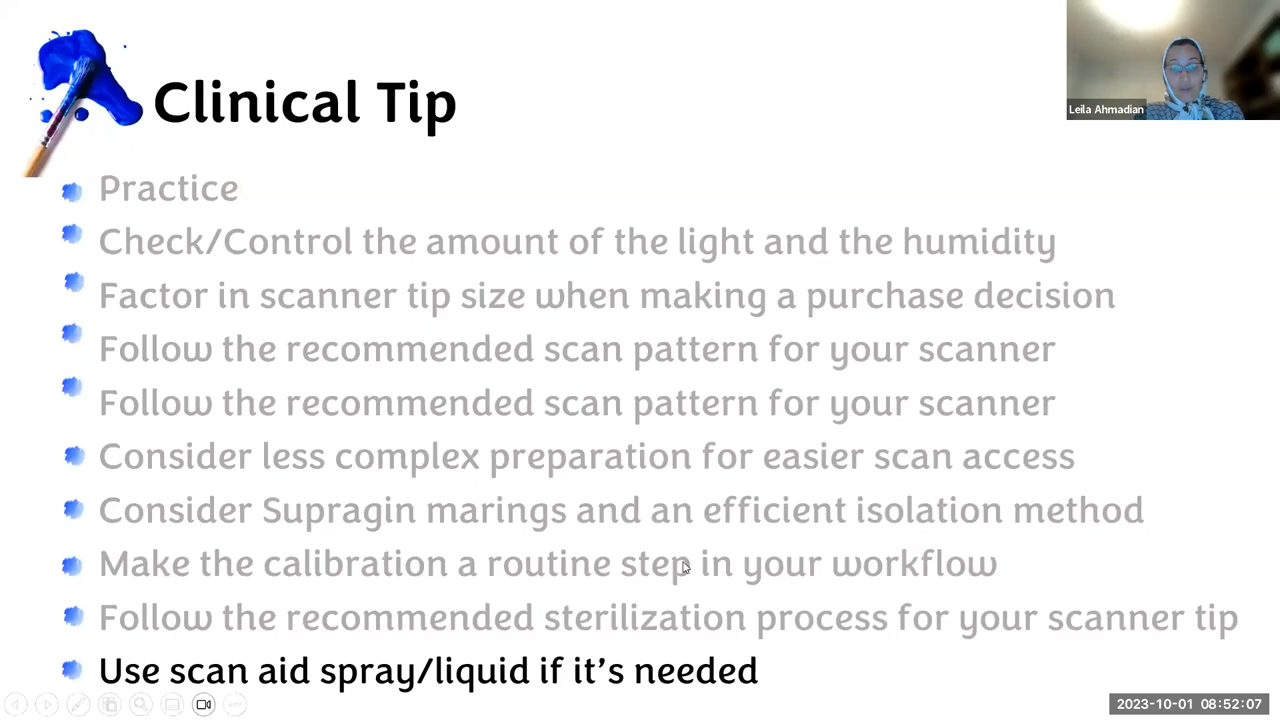 Clinical Tip
Leila Ahmadian
Practice
Check/Control the amount of the light and the humidity
Factor in scanner tip size when making a purchase decision
Follow the recommended scan pattern for your scanner
Follow the recommended scan pattern for your scanner
Consider less complex preparation for easier scan access
Consider Supragin marings and an efficient isolation method
Make the calibration a routine step in your workflow
Follow the recommended sterilization process for your scanner tip
Use scan aid spray/liquid if it's needed
2023-10-01 08:52:07